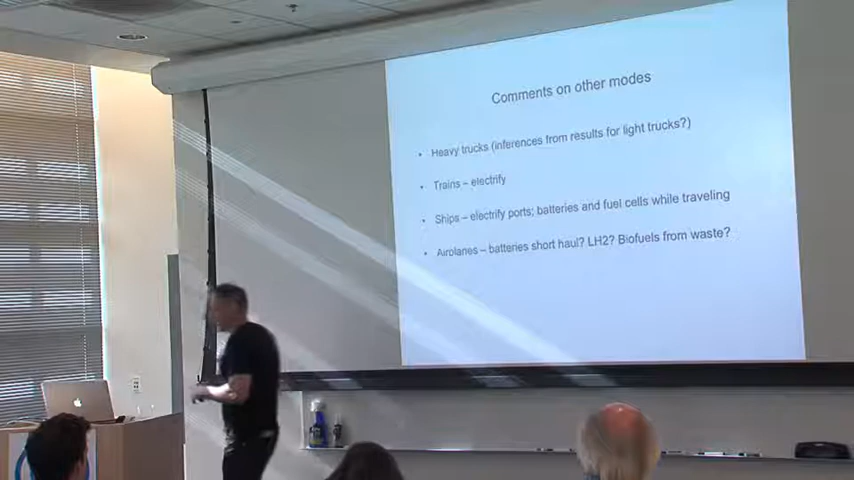 Comments on other modes
• Heavy trucks (inferences from results for light trucks?)
• Trains – electrify
• Ships – electrify ports; batteries and fuel cells while traveling
• Airplanes – batteries short haul? LH2? Biofuels from waste?